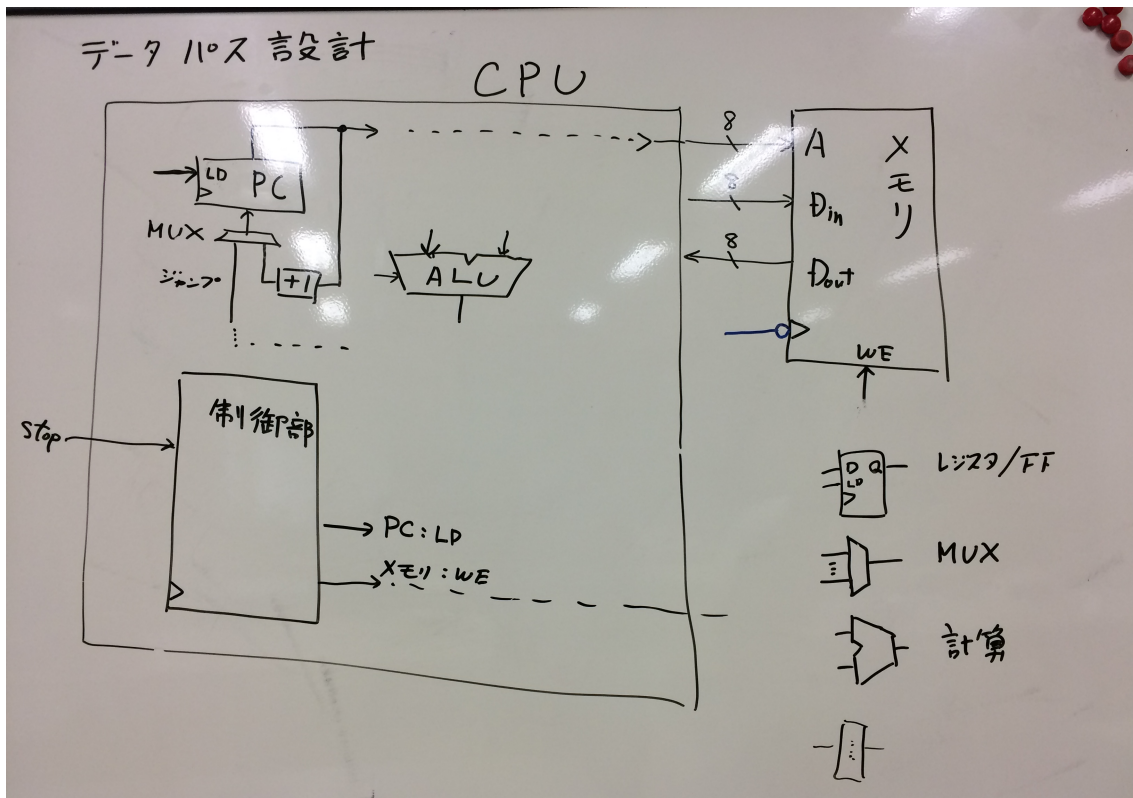 データパス設計
CPU
LD
PC
MUX
ジャンプ
+1
ALU
8
A
メモリ
8
Din
8
Dout
WE
制御部
stop
PC:LD
メモリ:WE
D Q
LD
レジスタ/FF
MUX
計算